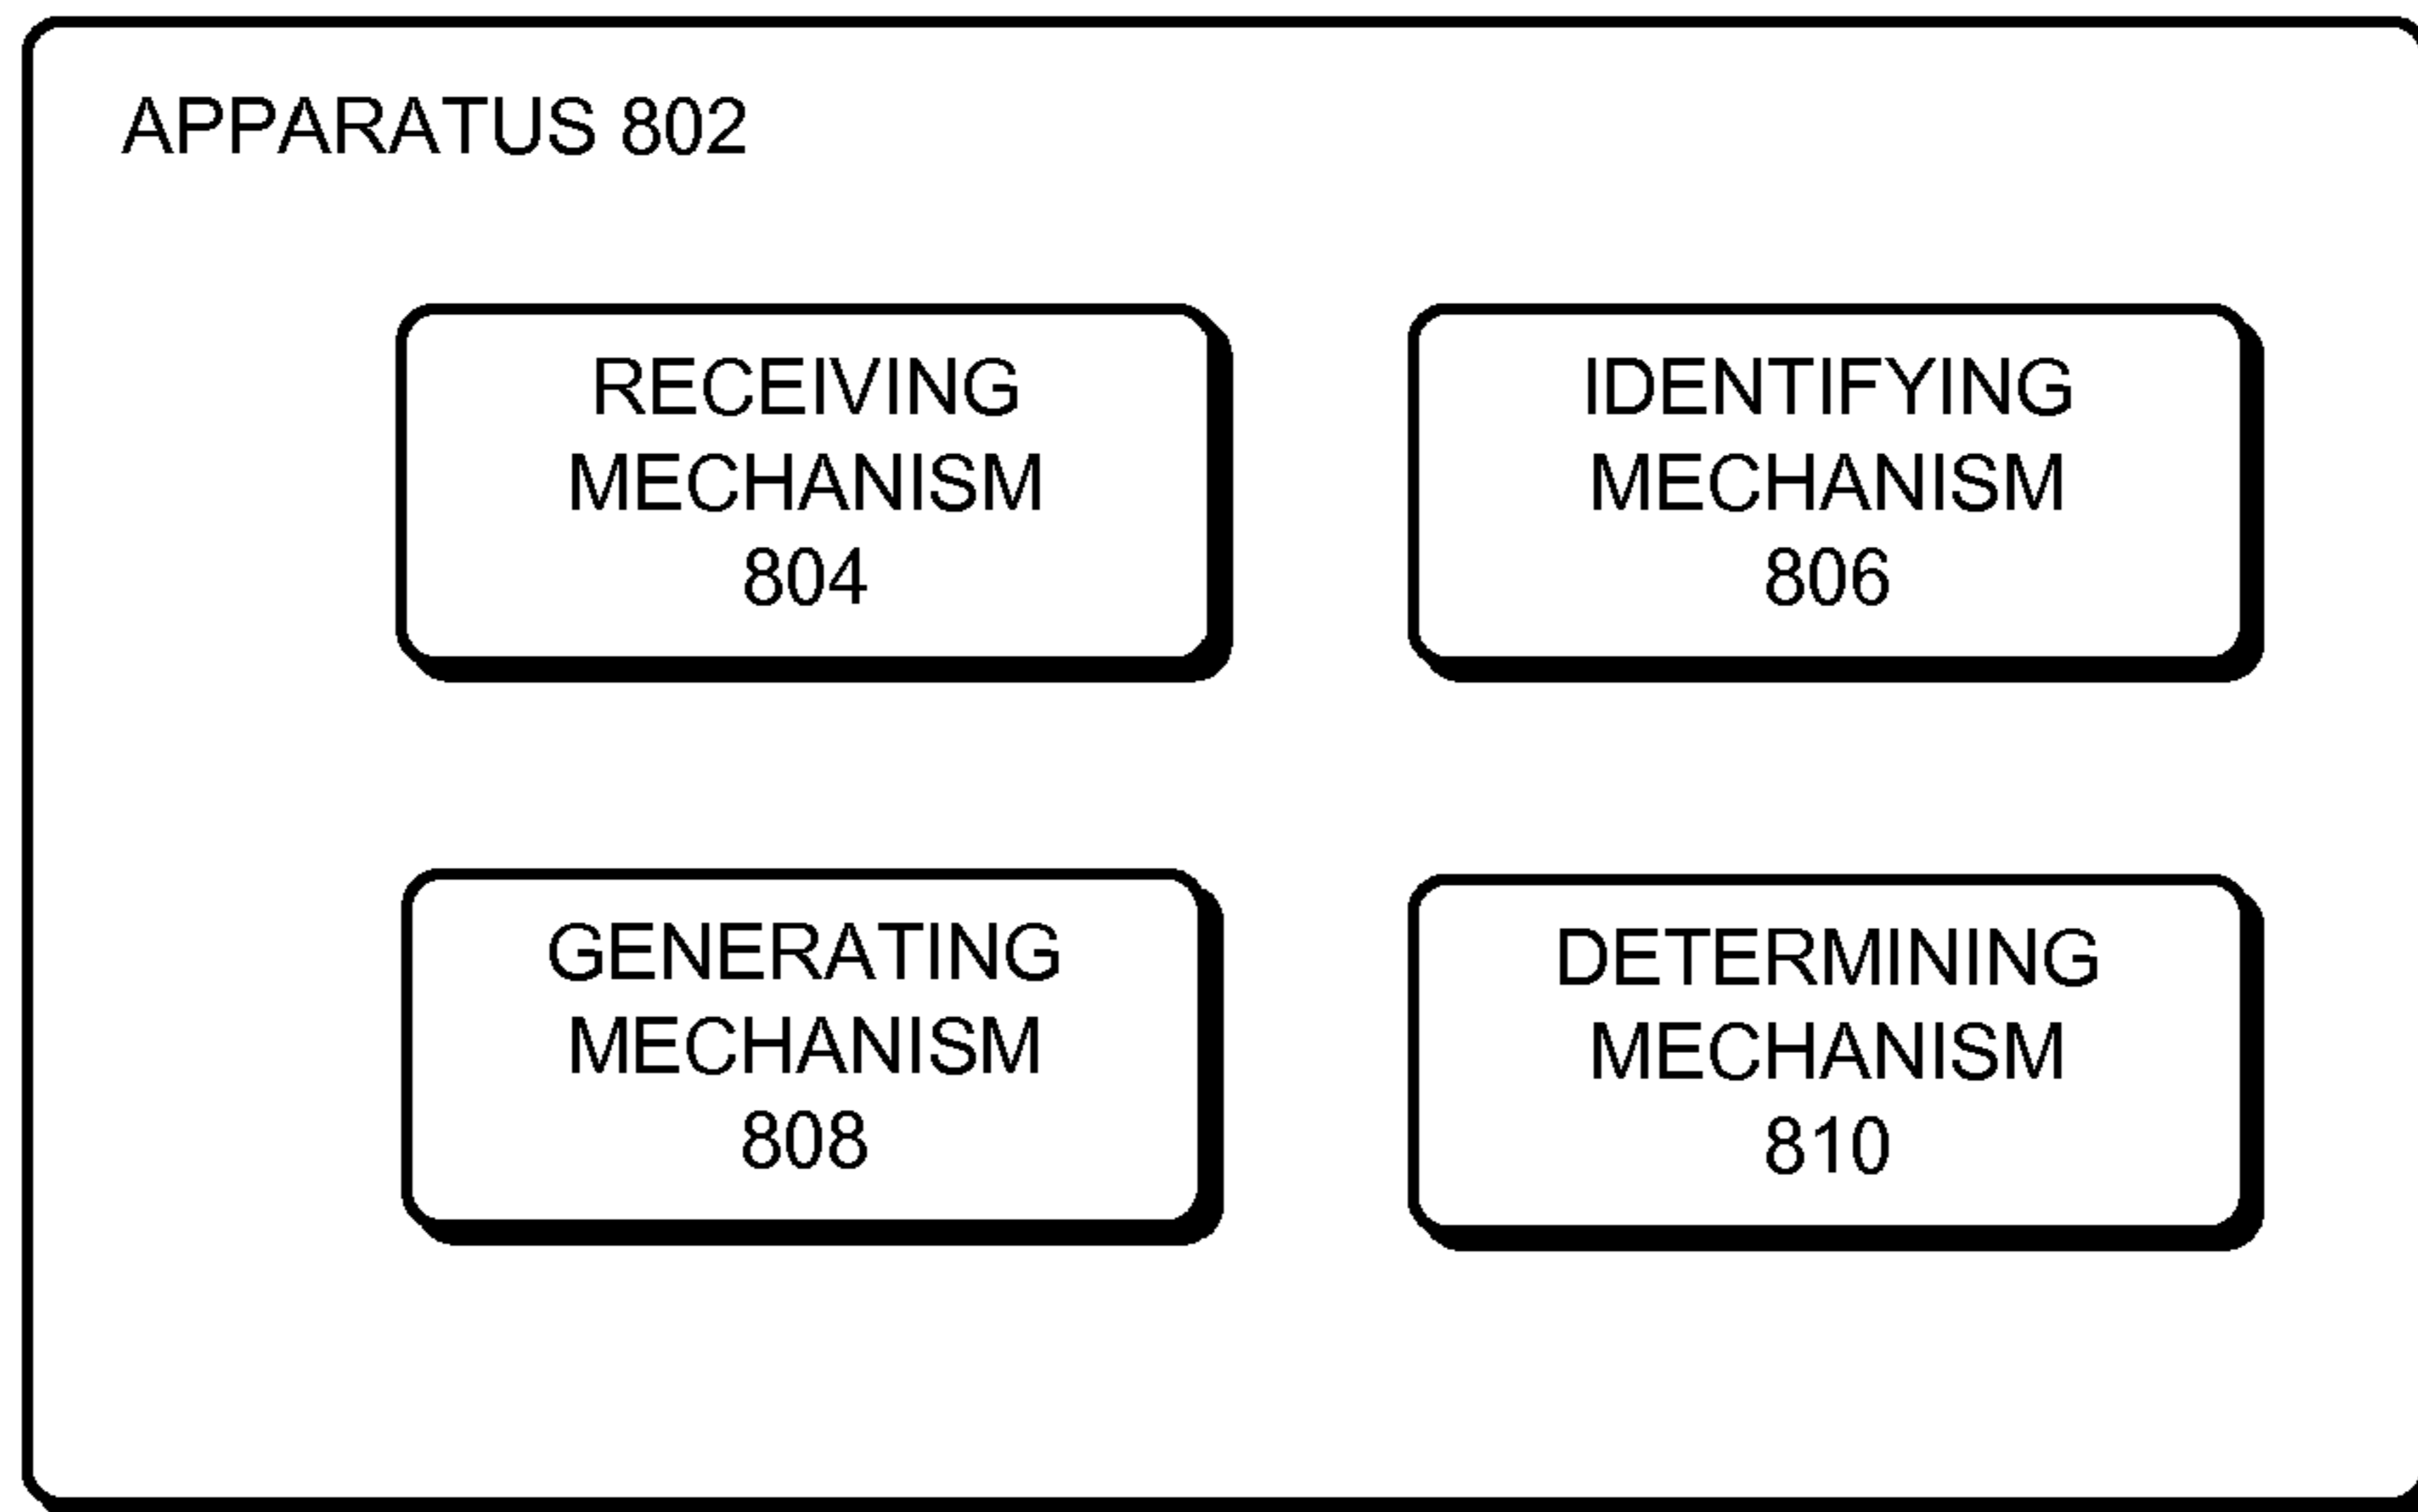 APPARATUS 802
RECEIVING
MECHANISM
804
IDENTIFYING
MECHANISM
806
GENERATING
MECHANISM
808
DETERMINING
MECHANISM
810